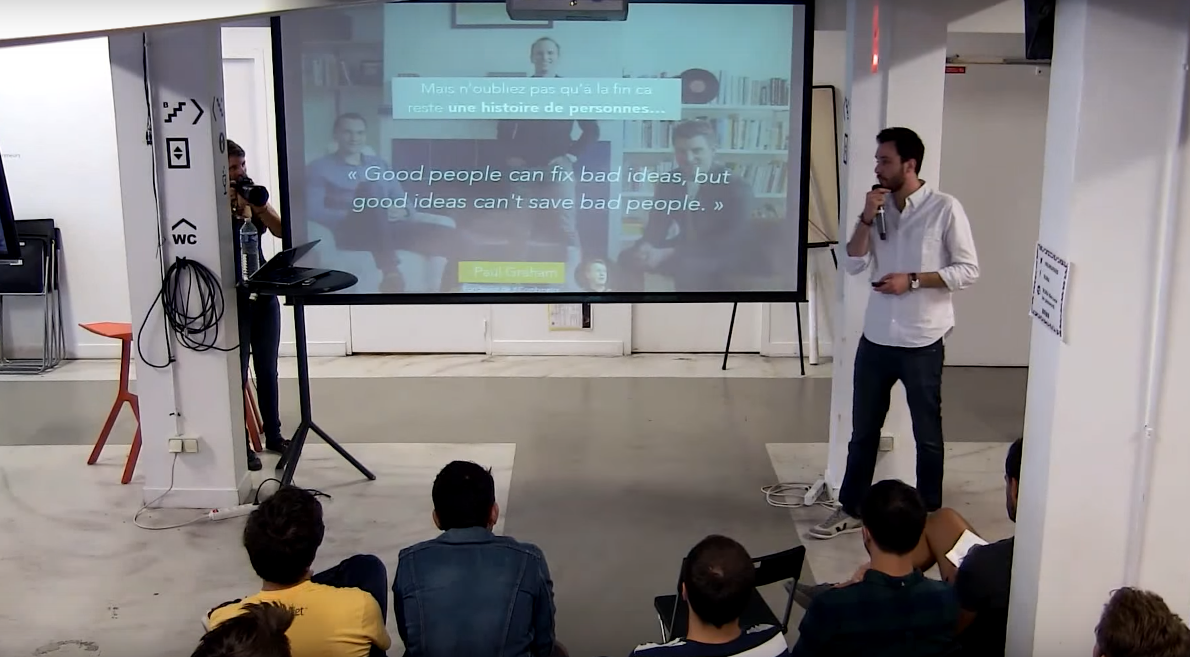 Mais n'oubliez pas qu'à la fin ca
reste une histoire de personnes...
« Good people can fix bad ideas, but
good ideas can't save bad people. »
Paul Graham
WC